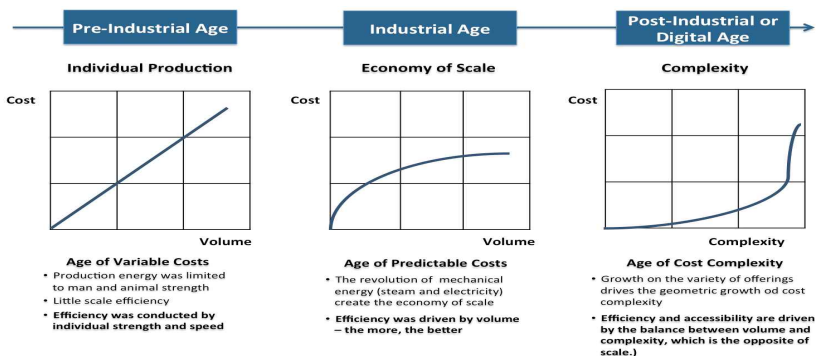 Pre-Industrial Age
Industrial Age
Post-Industrial or
Digital Age
Individual Production
Economy of Scale
Complexity
Cost
Cost
Cost
Volume
Volume
Complexity
Age of Variable Costs
• Production energy was limited
to man and animal strength
• Little scale efficiency
• Efficiency was conducted by
individual strength and speed
Age of Predictable Costs
• The revolution of mechanical
energy (steam and electricity)
create the economy of scale
• Efficiency was driven by volume
– the more, the better
Age of Cost Complexity
• Growth on the variety of offerings
drives the geometric growth od cost
complexity
• Efficiency and accessibility are driven
by the balance between volume and
complexity, which is the opposite of
scale.)